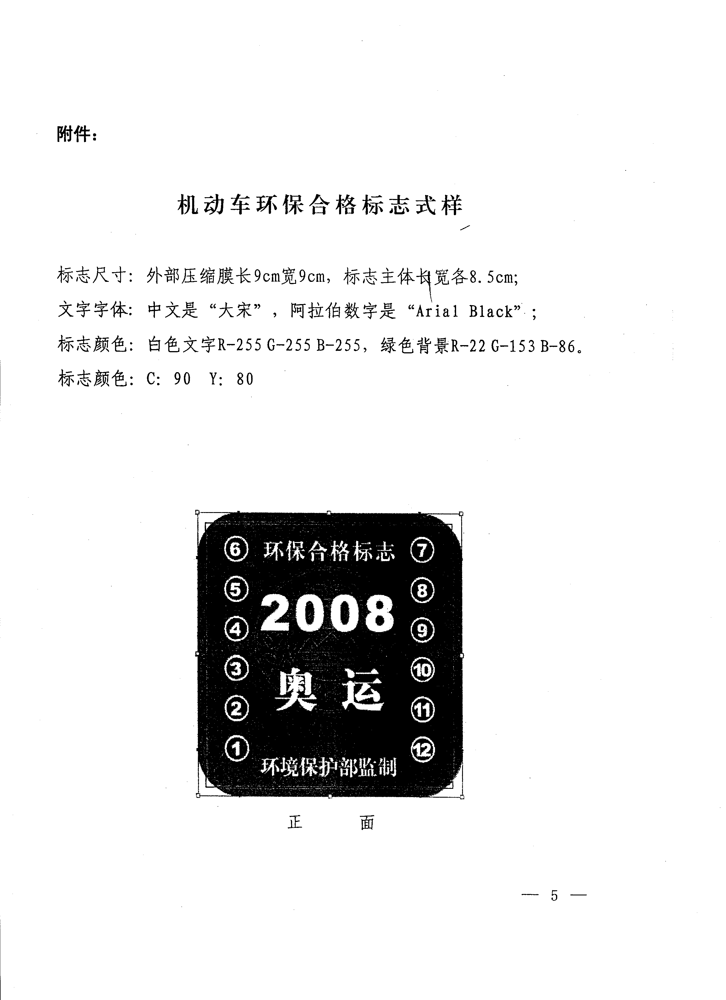 附件：
机动车环保合格标志式样
标志尺寸：外部压缩膜长9cm宽9cm，标志主体长宽各8.5cm;
文字字体：中文是“大宋”，阿拉伯数字是“Arial Black”；
标志颜色：白色文字R-255 G-255 B-255，绿色背景R-22 G-153 B-86。
标志颜色：C: 90 Y: 80
⑥ 环保合格标志 ⑦
⑤ ⑧
2008
④ ⑨
③ ⑩
奥 运
② ⑪
① ⑫
环境保护部监制
正 面
— 5 —